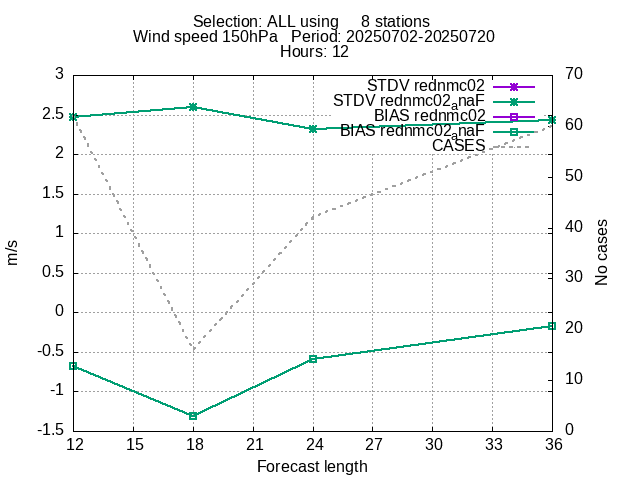 Selection: ALL using 8 stations
Wind speed 150hPa Period: 20250702-20250720
Hours: 12
3
2.5
2
1.5
1
0.5
0
-0.5
-1
-1.5
70
60
50
40
30
20
10
0
STDV rednmc02
STDV rednmc02anaF
BIAS rednmc02
BIAS rednmc02anaF
CASES
m/s
No cases
12 15 18 21 24 27 30 33 36
Forecast length